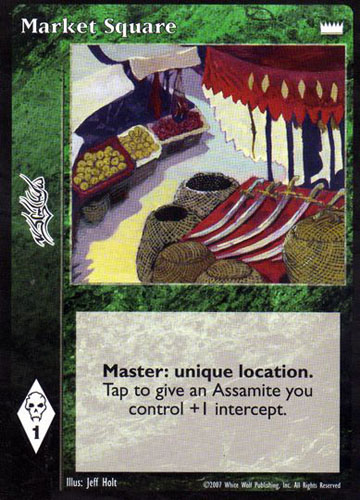 Market Square
Master: unique location.
Tap to give an Assamite you
control +1 intercept.
1
Illus: Jeff Holt
©2007 White Wolf Publishing, Inc. All Rights Reserved